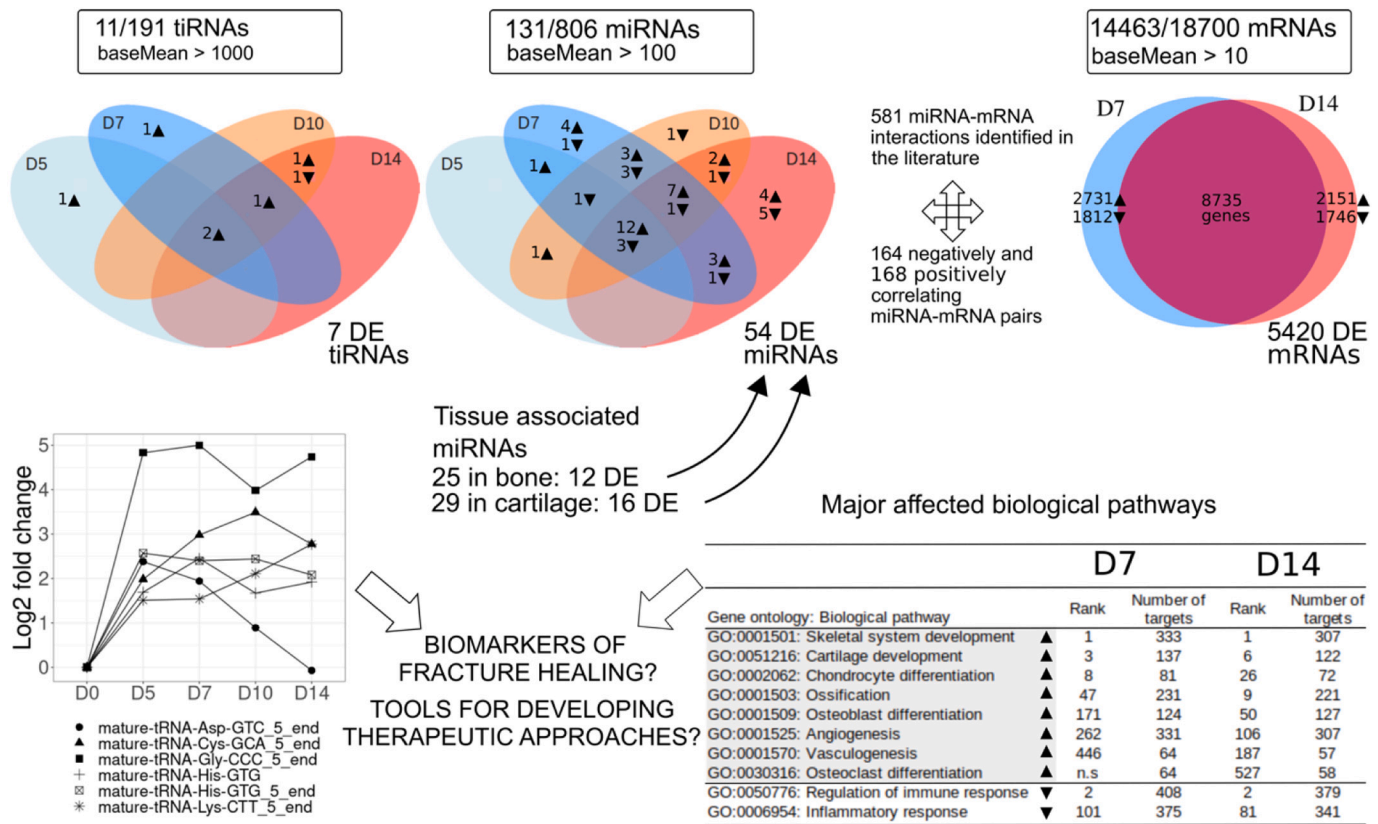 11/191 tiRNAs
baseMean > 1000
D5
D7
D10
D14
1▲
1▲
1▲
1▼
1▲
2▲
7 DE
tiRNAs
131/806 miRNAs
baseMean > 100
D5
D7
D10
D14
4▲
1▼
1▼
1▲
3▲
3▼
2▲
1▼
1▼
7▲
1▼
4▲
5▼
12▲
3▼
1▲
3▲
1▼
54 DE
miRNAs
581 miRNA-mRNA
interactions identified in
the literature
164 negatively and
168 positively
correlating
miRNA-mRNA pairs
14463/18700 mRNAs
baseMean > 10
D7
D14
2731▲
1812▼
8735
genes
2151▲
1746▼
5420 DE
mRNAs
Tissue associated
miRNAs
25 in bone: 12 DE
29 in cartilage: 16 DE
Log2 fold change
5
4
3
2
1
0
D0 D5 D7 D10 D14
mature-tRNA-Asp-GTC_5_end
mature-tRNA-Cys-GCA_5_end
mature-tRNA-Gly-CCC_5_end
mature-tRNA-His-GTG
mature-tRNA-His-GTG_5_end
mature-tRNA-Lys-CTT_5_end
BIOMARKERS OF
FRACTURE HEALING?
TOOLS FOR DEVELOPING
THERAPEUTIC APPROACHES?
Major affected biological pathways
D7 D14
Gene ontology: Biological pathway Rank Number of targets Rank Number of targets
GO:0001501: Skeletal system development ▲ 1 333 1 307
GO:0051216: Cartilage development ▲ 3 137 6 122
GO:0002062: Chondrocyte differentiation ▲ 8 81 26 72
GO:0001503: Ossification ▲ 47 231 9 221
GO:0001509: Osteoblast differentiation ▲ 171 124 50 127
GO:0001525: Angiogenesis ▲ 262 331 106 307
GO:0001570: Vasculogenesis ▲ 446 64 187 57
GO:0030316: Osteoclast differentiation ▲ n.s 64 527 58
GO:0050776: Regulation of immune response ▼ 2 408 2 379
GO:0006954: Inflammatory response ▼ 101 375 81 341